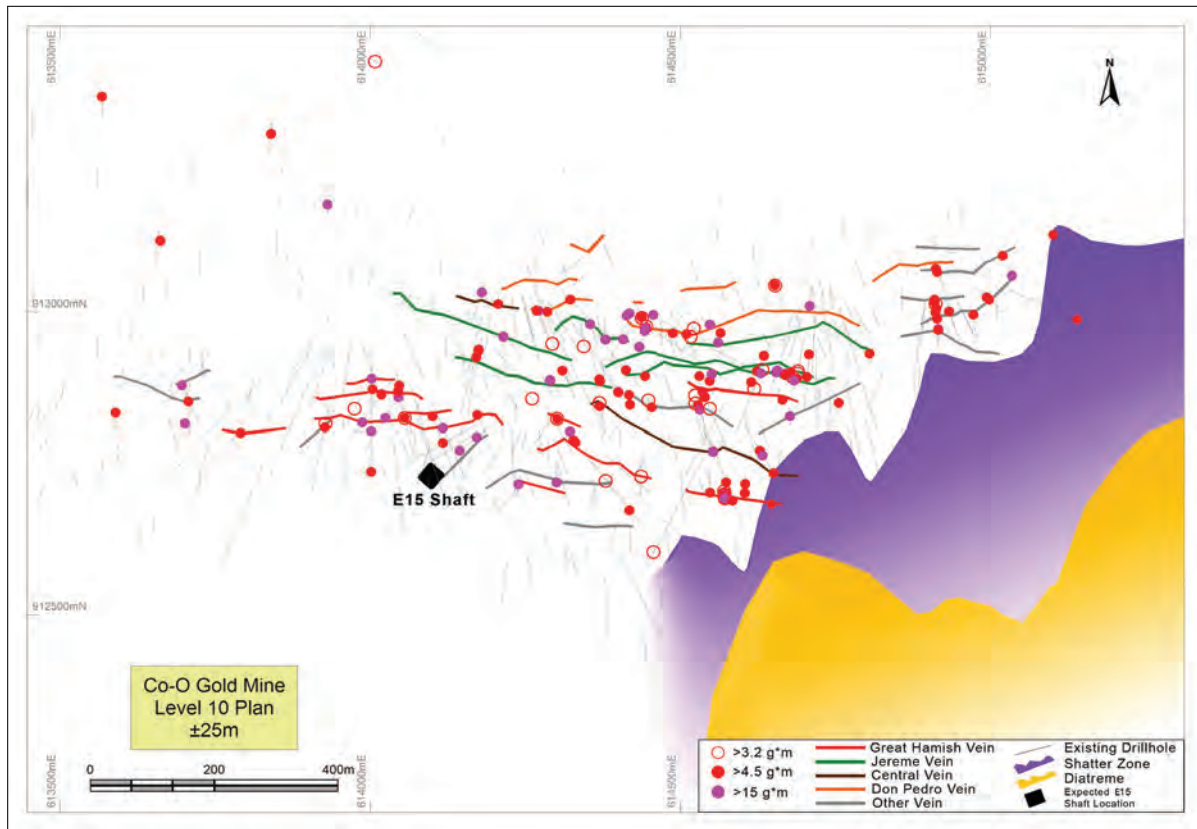 613500mE
614000mE
614500mE
615000mE
N
913000mN
E15 Shaft
912500mN
Co-O Gold Mine
Level 10 Plan
±25m
0 200 400m
>3.2 g*m
>4.5 g*m
>15 g*m
Great Hamish Vein
Jereme Vein
Central Vein
Don Pedro Vein
Other Vein
Existing Drillhole
Shatter Zone
Diatreme
Expected E15
Shaft Location
613500mE
614000mE
614500mE